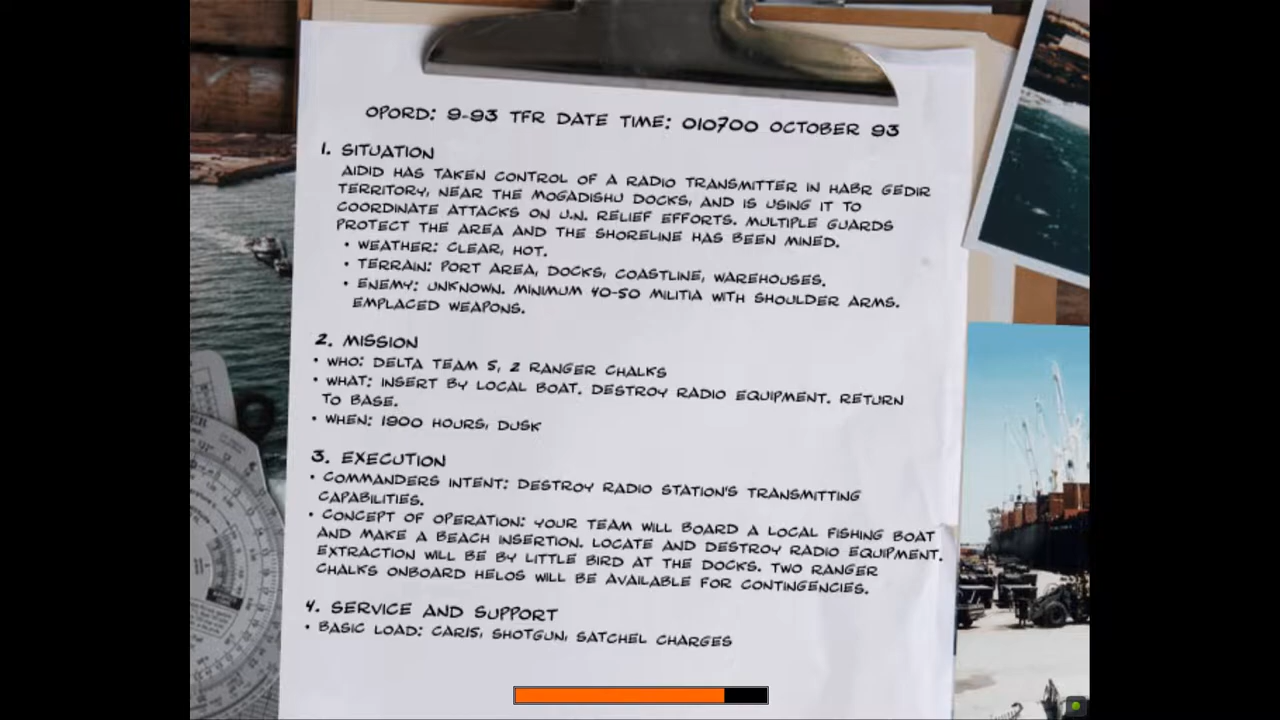 OPORD: 9-93 TFR DATE TIME: 010700 OCTOBER 93
1. SITUATION
AIDID HAS TAKEN CONTROL OF A RADIO TRANSMITTER IN HABR GEDIR
TERRITORY, NEAR THE MOGADISHU DOCKS, AND IS USING IT TO
COORDINATE ATTACKS ON U.N. RELIEF EFFORTS. MULTIPLE GUARDS
PROTECT THE AREA AND THE SHORELINE HAS BEEN MINED.
• WEATHER: CLEAR, HOT.
• TERRAIN: PORT AREA, DOCKS, COASTLINE, WAREHOUSES.
• ENEMY: UNKNOWN. MINIMUM 40-50 MILITIA WITH SHOULDER ARMS.
EMPLACED WEAPONS.
2. MISSION
• WHO: DELTA TEAM 5, 2 RANGER CHALKS
• WHAT: INSERT BY LOCAL BOAT. DESTROY RADIO EQUIPMENT. RETURN
TO BASE.
• WHEN: 1900 HOURS, DUSK
3. EXECUTION
• COMMANDERS INTENT: DESTROY RADIO STATION'S TRANSMITTING
CAPABILITIES.
• CONCEPT OF OPERATION: YOUR TEAM WILL BOARD A LOCAL FISHING BOAT
AND MAKE A BEACH INSERTION. LOCATE AND DESTROY RADIO EQUIPMENT.
EXTRACTION WILL BE BY LITTLE BIRD AT THE DOCKS. TWO RANGER
CHALKS ONBOARD HELOS WILL BE AVAILABLE FOR CONTINGENCIES.
4. SERVICE AND SUPPORT
• BASIC LOAD: CAR15, SHOTGUN, SATCHEL CHARGES